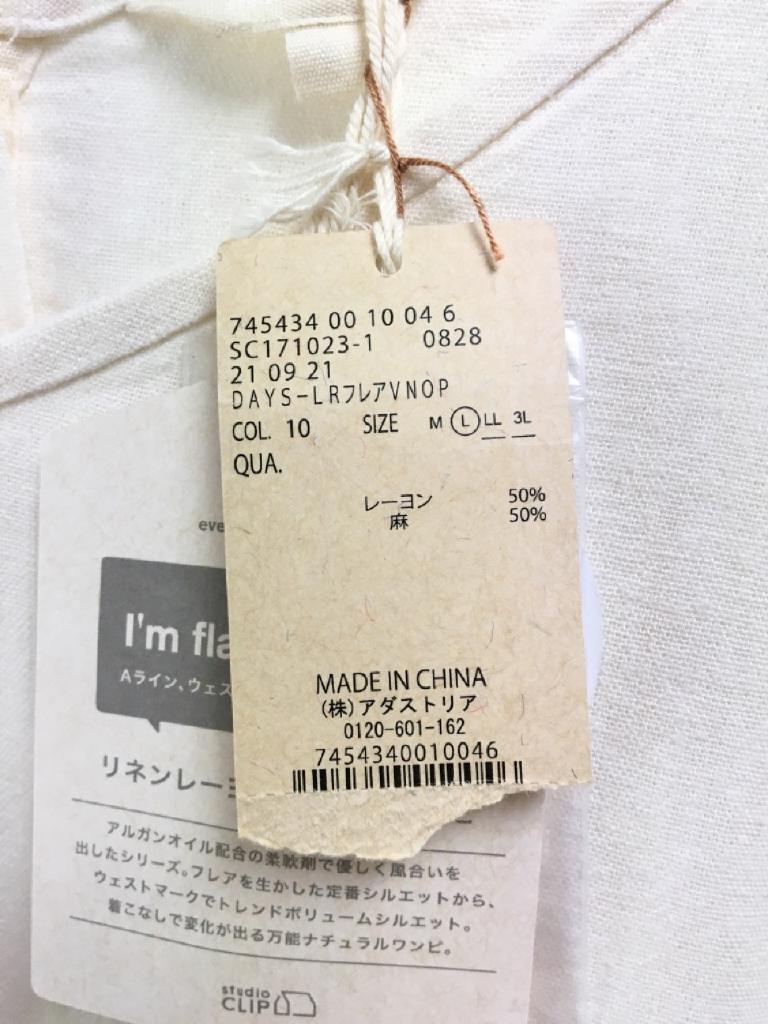 745434 00 10 04 6
SC171023-1 0828
21 09 21
DAYS-LRフレアVNOP
COL. 10 SIZE M L LL 3L
QUA.
レーヨン 50%
麻 50%
MADE IN CHINA
(株)アダストリア
0120-601-162
7454340010046
I'm
Aライン、ウェス
リネンレーヨ
アルガンオイル配合の柔軟剤で優しく風合いを
出したシリーズ。フレアを生かした定番シルエットから、
ウェストマークでトレンドボリュームシルエット。
着こなしで変化が出る万能ナチュラルワンピ。
studio
CLIP